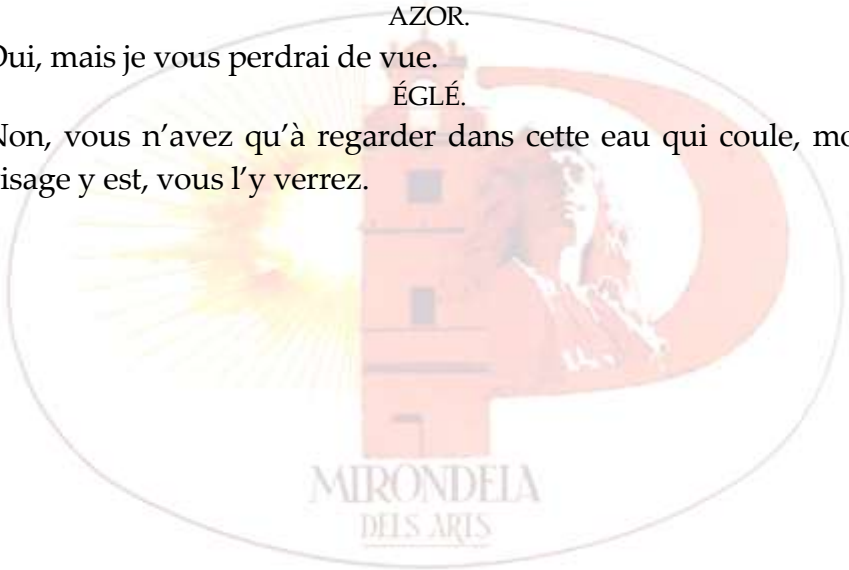 AZOR.
Oui, mais je vous perdrai de vue.
ÉGLÉ.
Non, vous n’avez qu’à regarder dans cette eau qui coule, mo
isage y est, vous l’y verrez.
MIRONDELA
DELS ARTS